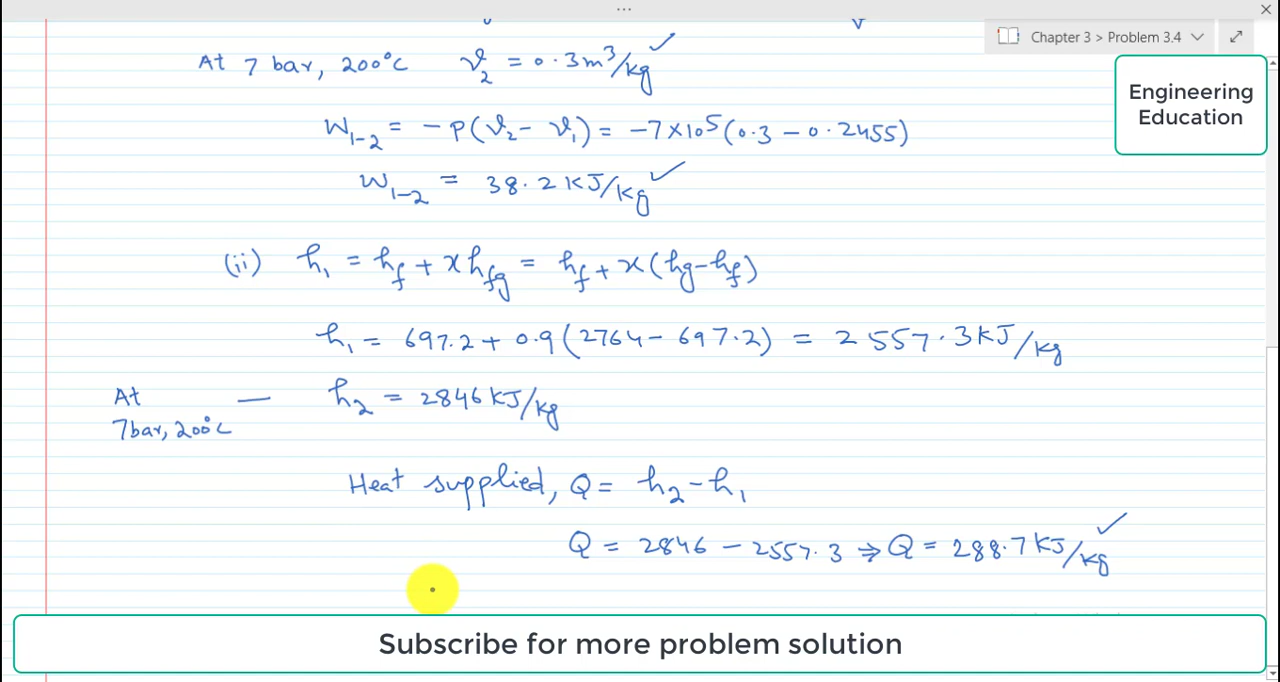 Chapter 3 > Problem 3.4
Engineering
Education
At 7 bar, 200°C v₂ = 0.3m³/kg ✓
W₁₋₂ = -P(v₂ - v₁) = -7×10⁵(0.3 - 0.2455)
W₁₋₂ = 38.2 KJ/kg ✓
(ii) h₁ = hf + x hfg = hf + x(hg-hf)
h₁ = 697.2 + 0.9(2764 - 697.2) = 2557.3 KJ/kg
At — h₂ = 2846 KJ/kg
7bar, 200°C
Heat supplied, Q = h₂ - h₁
Q = 2846 - 2557.3 ⇒ Q = 288.7 KJ/kg ✓
Subscribe for more problem solution